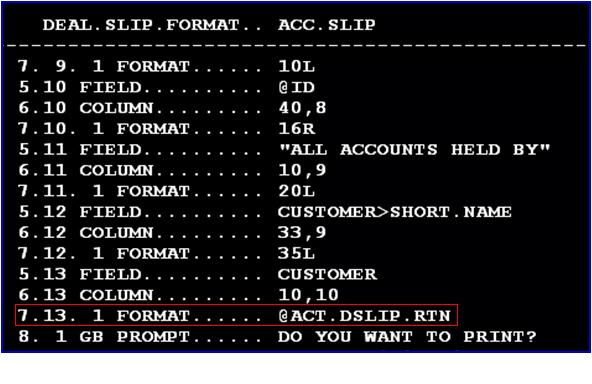 DEAL.SLIP.FORMAT.. ACC.SLIP
7. 9. 1 FORMAT...... 10L
5.10 FIELD.......... @ID
6.10 COLUMN......... 40,8
7.10. 1 FORMAT...... 16R
5.11 FIELD.......... "ALL ACCOUNTS HELD BY"
6.11 COLUMN......... 10,9
7.11. 1 FORMAT...... 20L
5.12 FIELD.......... CUSTOMER>SHORT.NAME
6.12 COLUMN......... 33,9
7.12. 1 FORMAT...... 35L
5.13 FIELD.......... CUSTOMER
6.13 COLUMN......... 10,10
7.13. 1 FORMAT...... @ACT.DSLIP.RTN
8. 1 GB PROMPT...... DO YOU WANT TO PRINT?